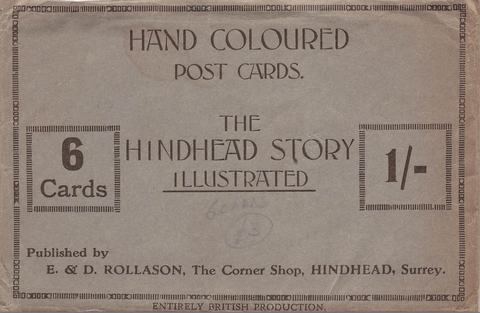 HAND COLOURED
POST CARDS.
THE
HINDHEAD STORY
ILLUSTRATED
6
Cards
1/-
£3
Published by
E. & D. ROLLASON, The Corner Shop, HINDHEAD, Surrey.
ENTIRELY BRITISH PRODUCTION.